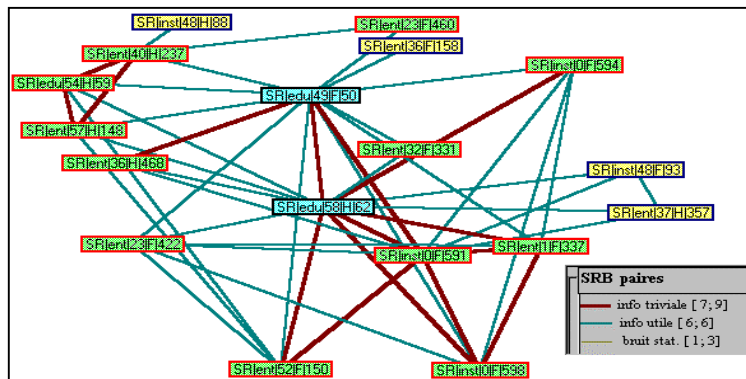 SR|inst|48|H|88
SR|ent|23|F|460
SR|ent|36|F|158
SR|ent|40|H|237
SR|inst|0|F|594
SR|edu|54|H|59
SR|edu|49|F|50
SR|ent|57|H|148
SR|ent|32|F|331
SR|ent|36|H|468
SR|inst|48|F|93
SR|edu|58|H|62
SR|ent|37|H|357
SR|ent|23|F|422
SR|ent|1|F|337
SR|inst|0|F|591
SRB paires
info triviale [ 7; 9]
info utile [ 6; 6]
bruit stat. [ 1; 3]
SR|ent|52|F|150
SR|inst|0|F|598